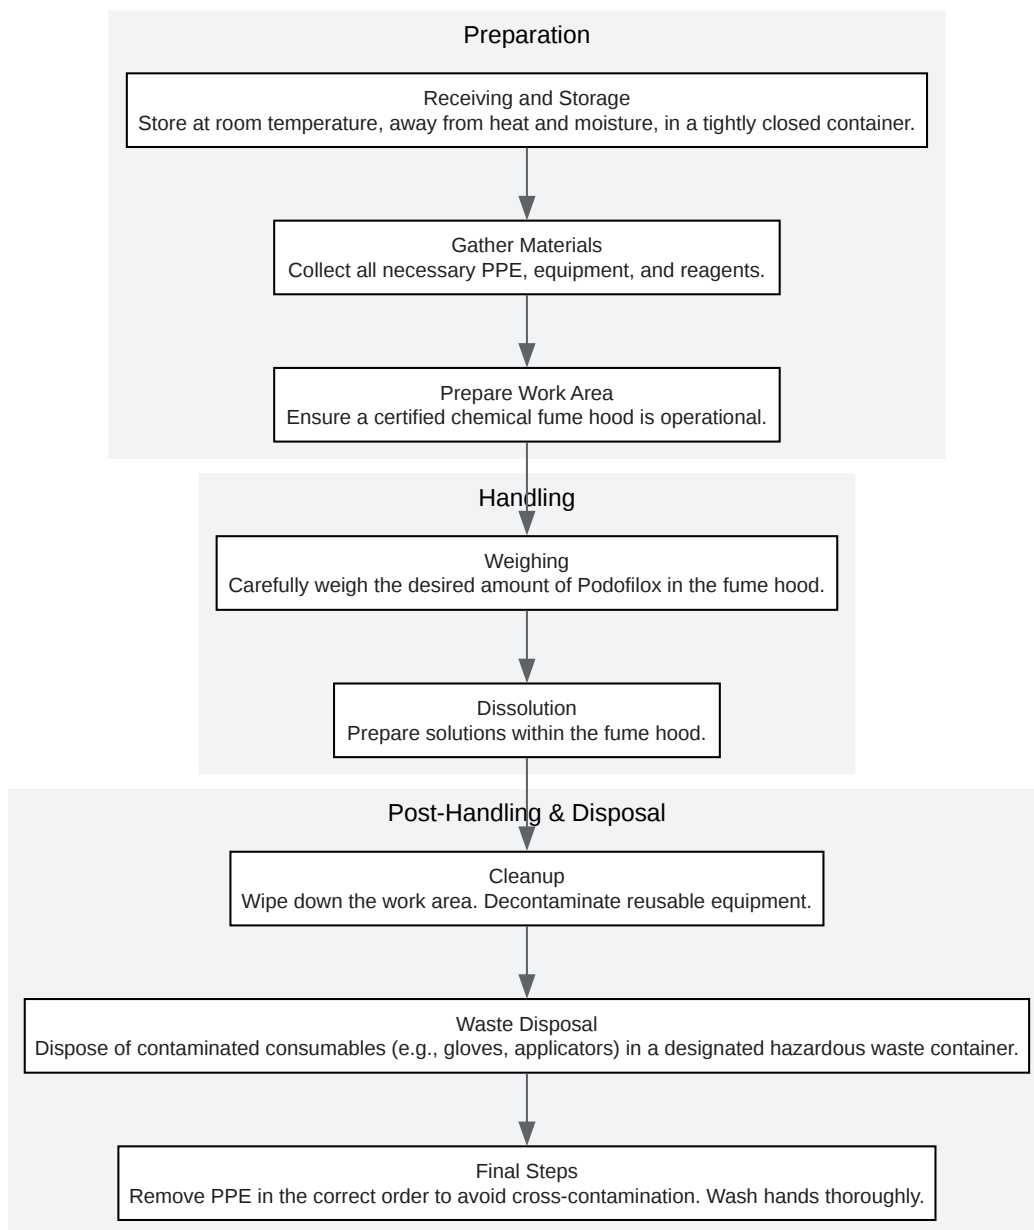 Preparation
Receiving and Storage
Store at room temperature, away from heat and moisture, in a tightly closed container.
Gather Materials
Collect all necessary PPE, equipment, and reagents.
Prepare Work Area
Ensure a certified chemical fume hood is operational.
Handling
Weighing
Carefully weigh the desired amount of Podofilox in the fume hood.
Dissolution
Prepare solutions within the fume hood.
Post-Handling & Disposal
Cleanup
Wipe down the work area. Decontaminate reusable equipment.
Waste Disposal
Dispose of contaminated consumables (e.g., gloves, applicators) in a designated hazardous waste container.
Final Steps
Remove PPE in the correct order to avoid cross-contamination. Wash hands thoroughly.